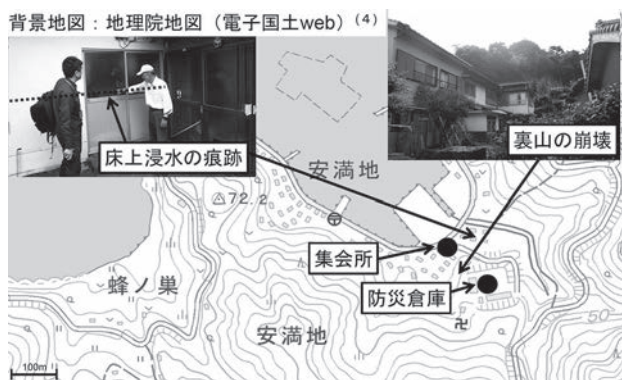 背景地図：地理院地図（電子国土web）(4)
床上浸水の痕跡
裏山の崩壊
安満地
72.2
集会所
蜂ノ巣
防災倉庫
安満地
50
100m